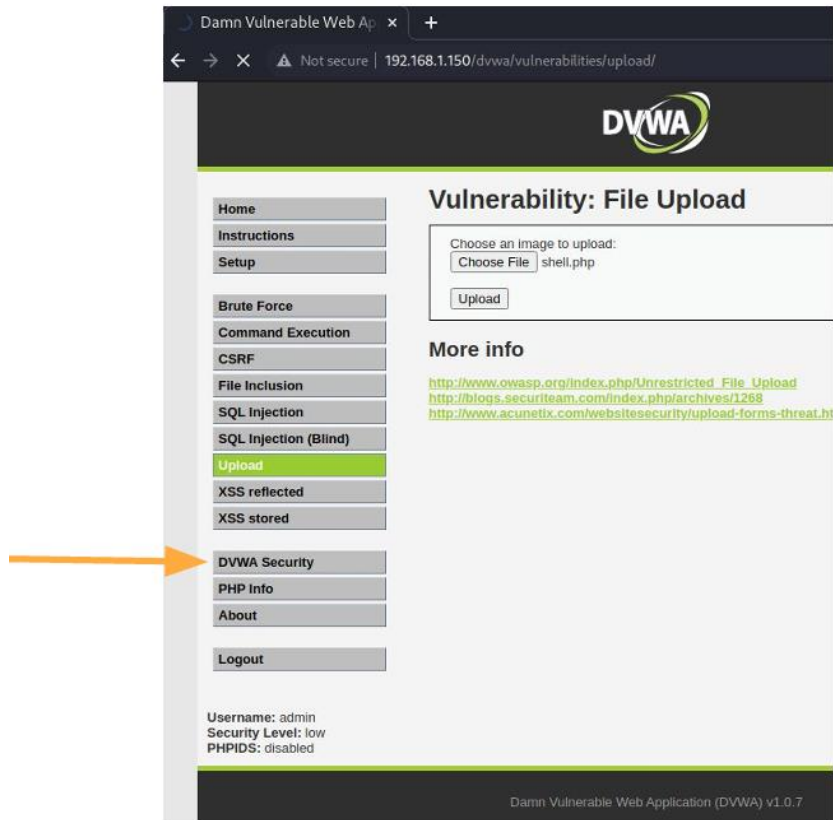 Damn Vulnerable Web Ap
Not secure | 192.168.1.150/dvwa/vulnerabilities/upload/
DVWA
Home
Instructions
Setup
Brute Force
Command Execution
CSRF
File Inclusion
SQL Injection
SQL Injection (Blind)
Upload
XSS reflected
XSS stored
DVWA Security
PHP Info
About
Logout
Username: admin
Security Level: low
PHPIDS: disabled
Vulnerability: File Upload
Choose an image to upload:
Choose File shell.php
Upload
More info
http://www.owasp.org/index.php/Unrestricted_File_Upload
http://blogs.securiteam.com/index.php/archives/1268
http://www.acunetix.com/websitesecurity/upload-forms-threat.ht
Damn Vulnerable Web Application (DVWA) v1.0.7